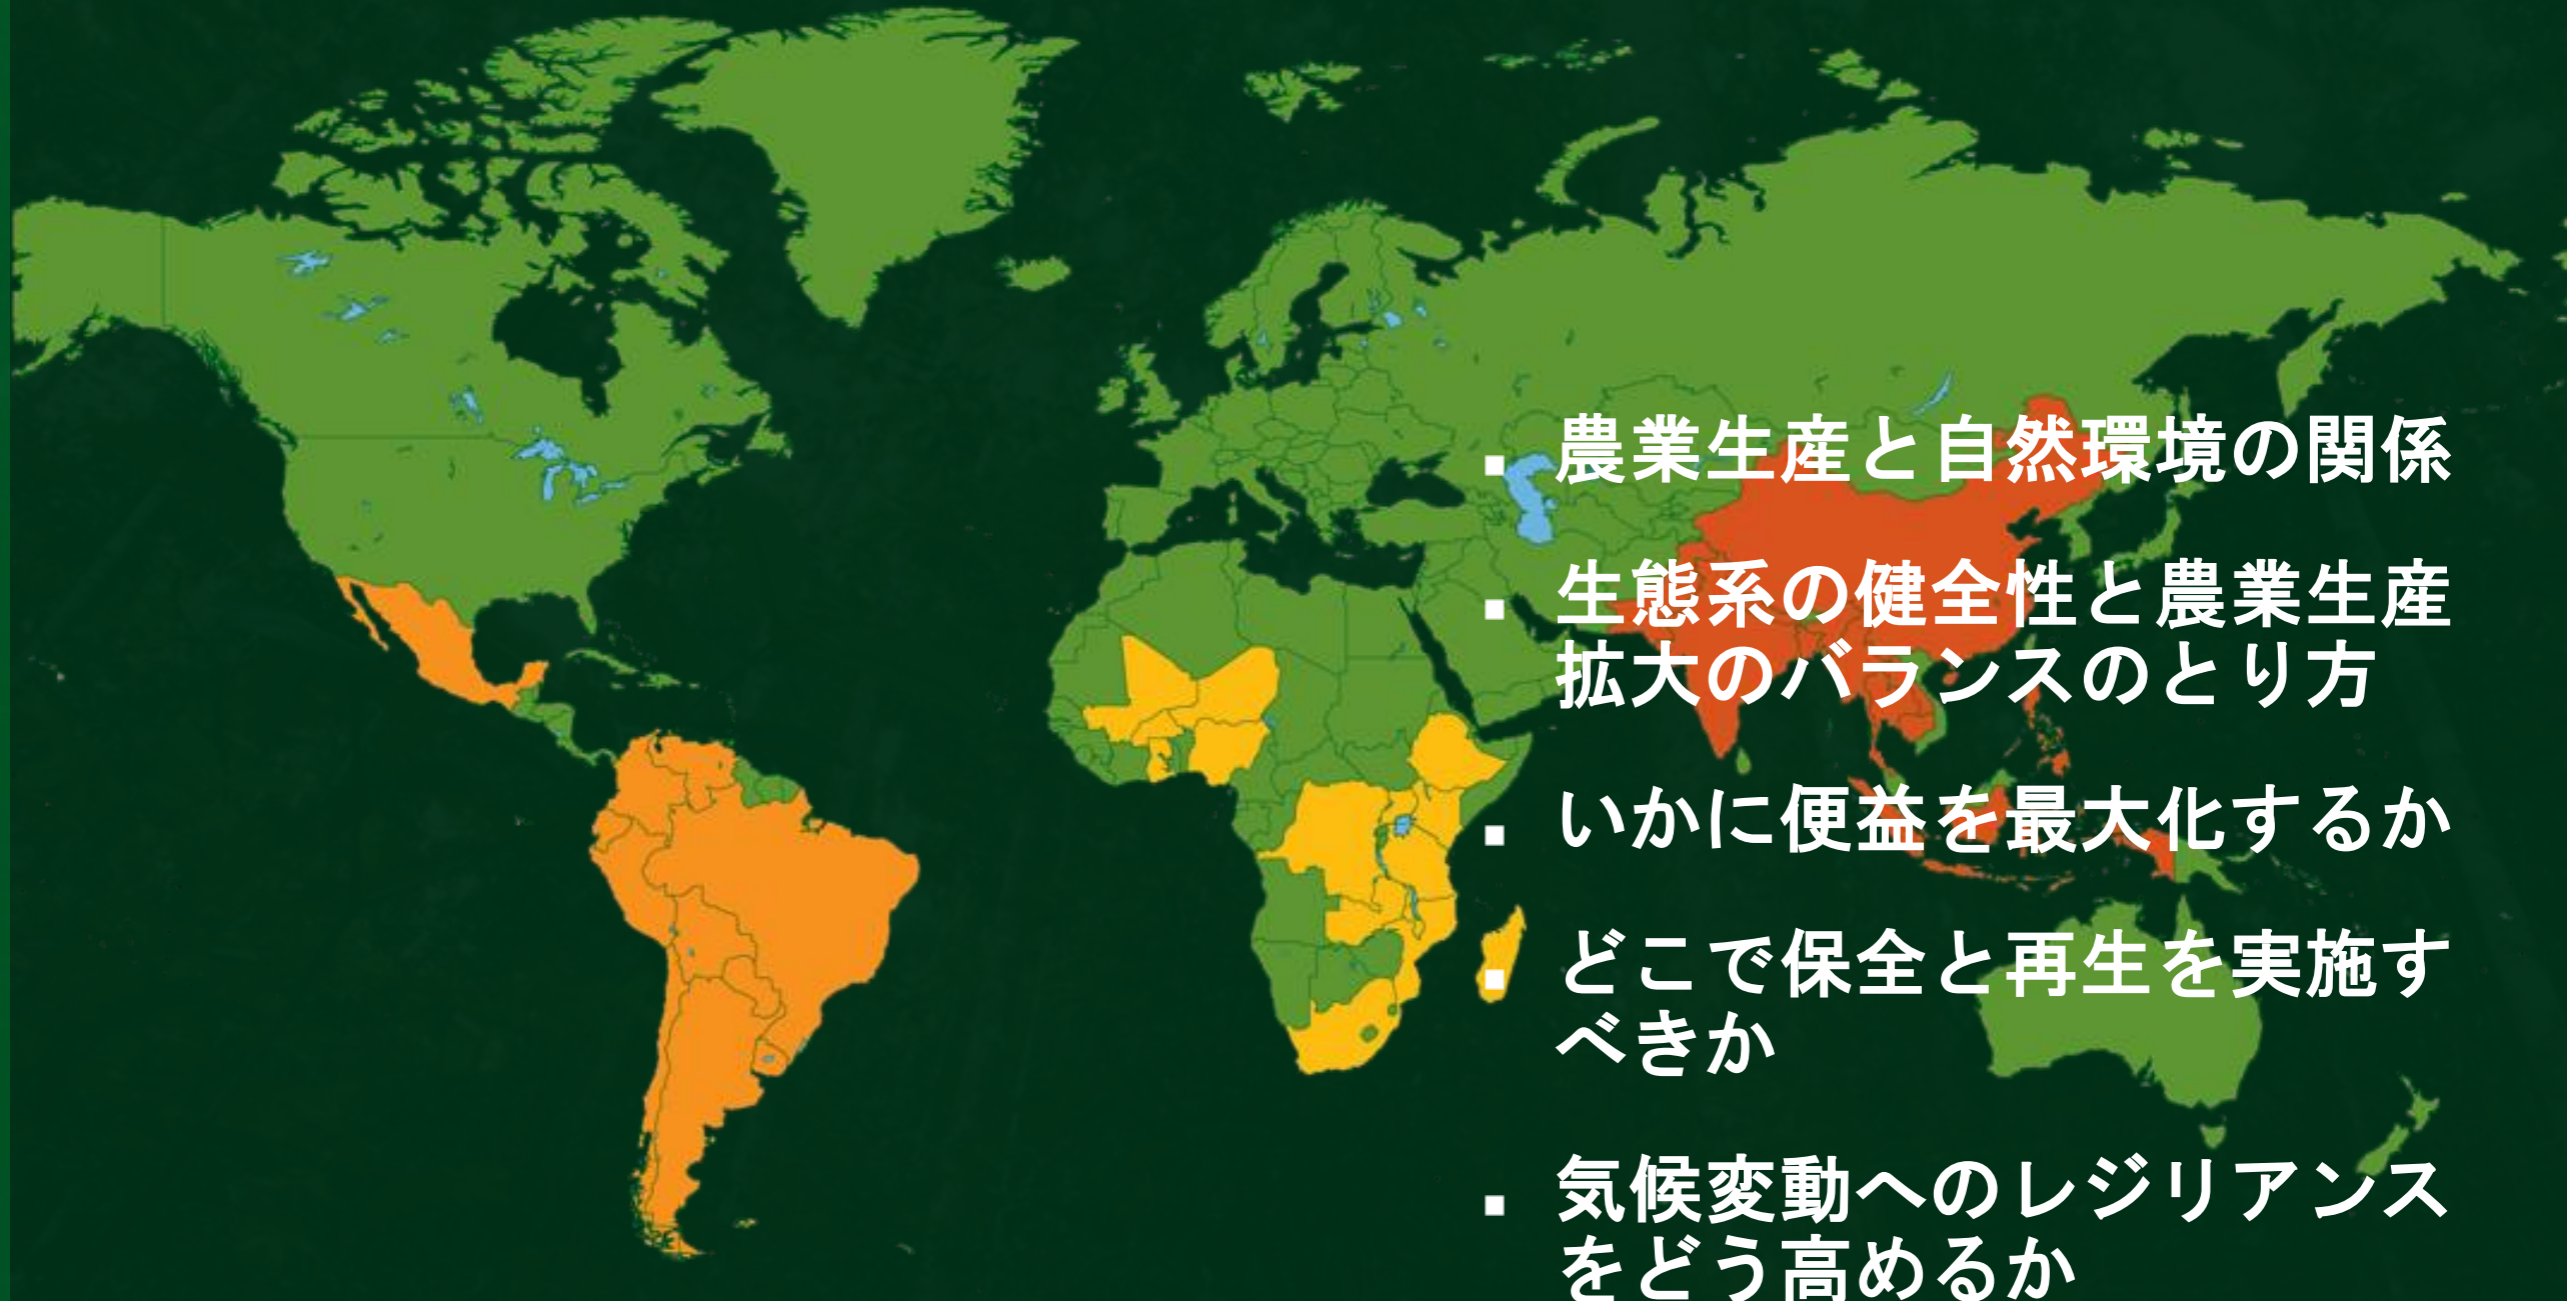 ▪ 農業生産と自然環境の関係
▪ 生態系の健全性と農業生産
拡大のバランスのとり方
▪ いかに便益を最大化するか
▪ どこで保全と再生を実施す
べきか
▪ 気候変動へのレジリアンス
をどう高めるか